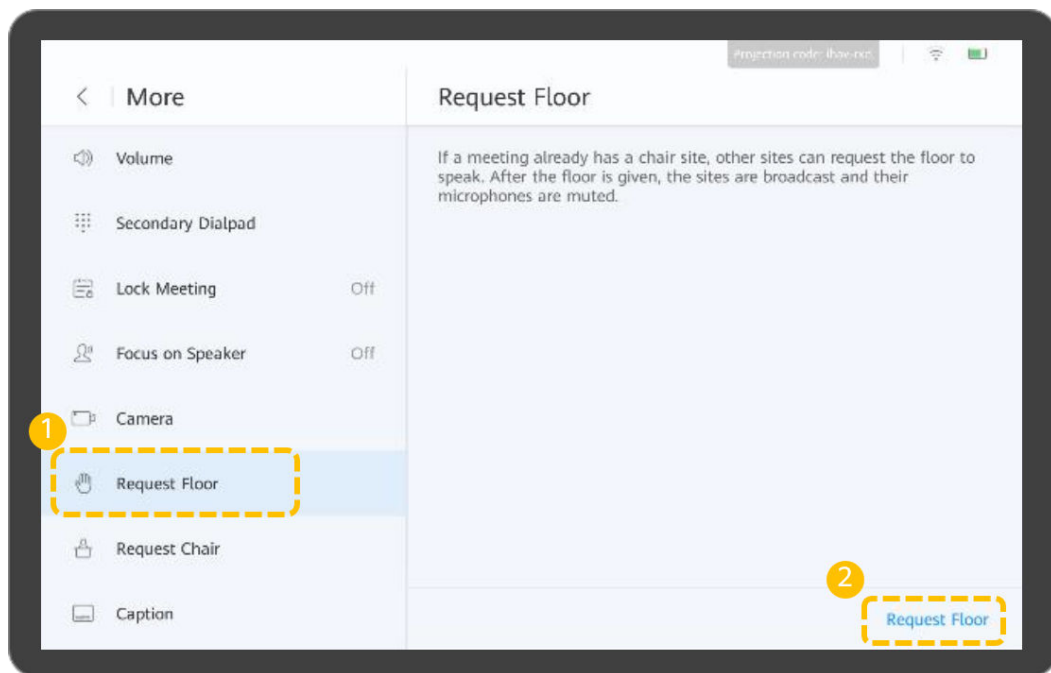 Projection code:
More
Request Floor
Volume
If a meeting already has a chair site, other sites can request the floor to
speak. After the floor is given, the sites are broadcast and their
microphones are muted.
Secondary Dialpad
Lock Meeting Off
Focus on Speaker Off
1
Camera
Request Floor
Request Chair
2
Caption
Request Floor